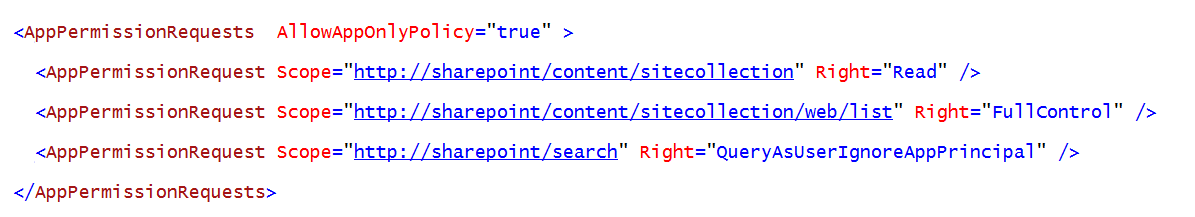 <AppPermissionRequests  AllowAppOnlyPolicy="true" >
  <AppPermissionRequest Scope="http://sharepoint/content/sitecollection" Right="Read" />
  <AppPermissionRequest Scope="http://sharepoint/content/sitecollection/web/list" Right="FullControl" />
  <AppPermissionRequest Scope="http://sharepoint/search" Right="QueryAsUserIgnoreAppPrincipal" />
</AppPermissionRequests>